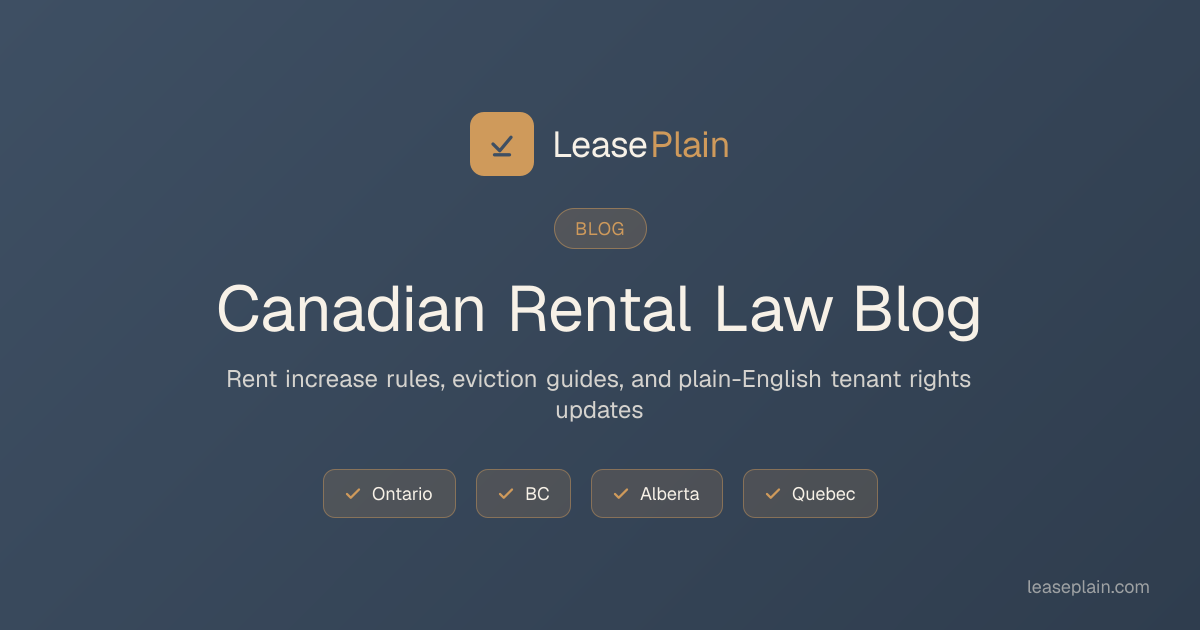 LeasePlain
BLOG
Canadian Rental Law Blog
Rent increase rules, eviction guides, and plain-English tenant rights
updates
Ontario
BC
Alberta
Quebec
leaseplain.com